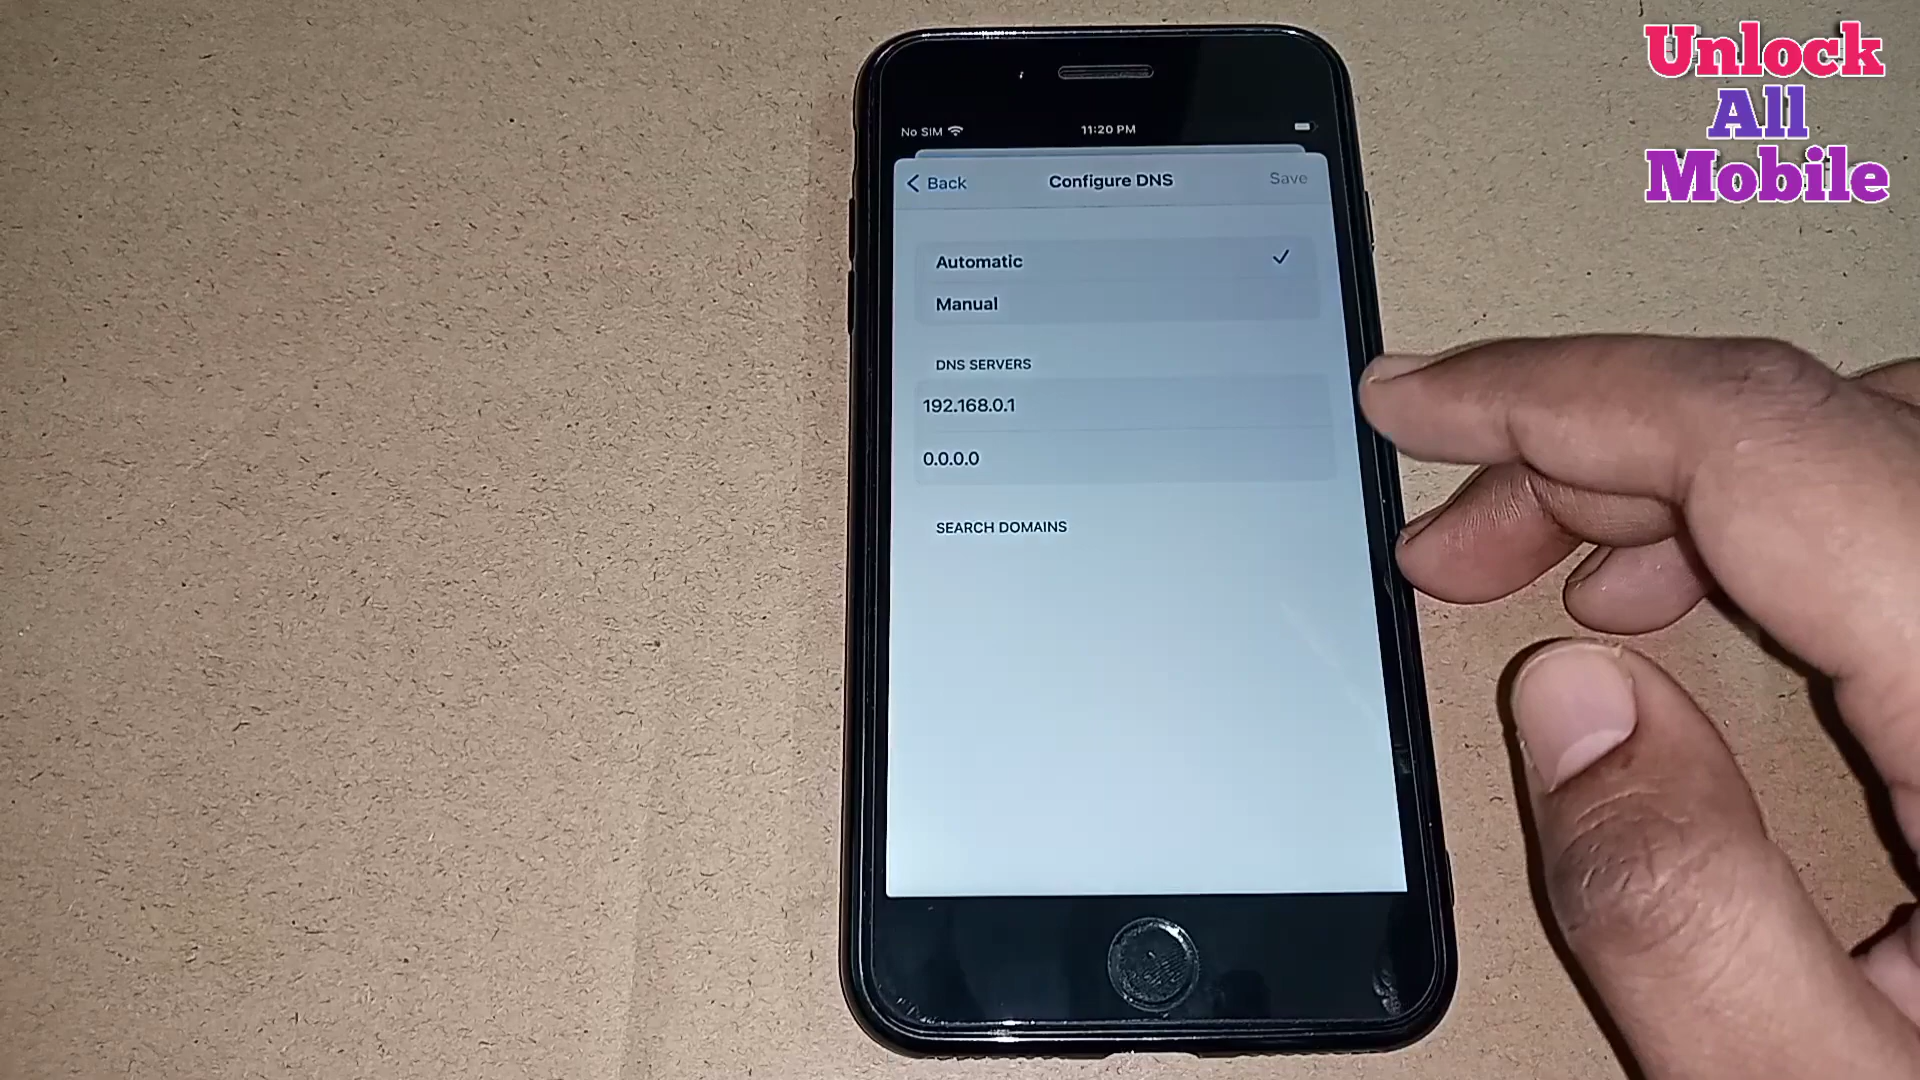 Unlock
All
Mobile
No SIM
11:20 PM
Back
Configure DNS
Save
Automatic
Manual
DNS SERVERS
192.168.0.1
0.0.0.0
SEARCH DOMAINS